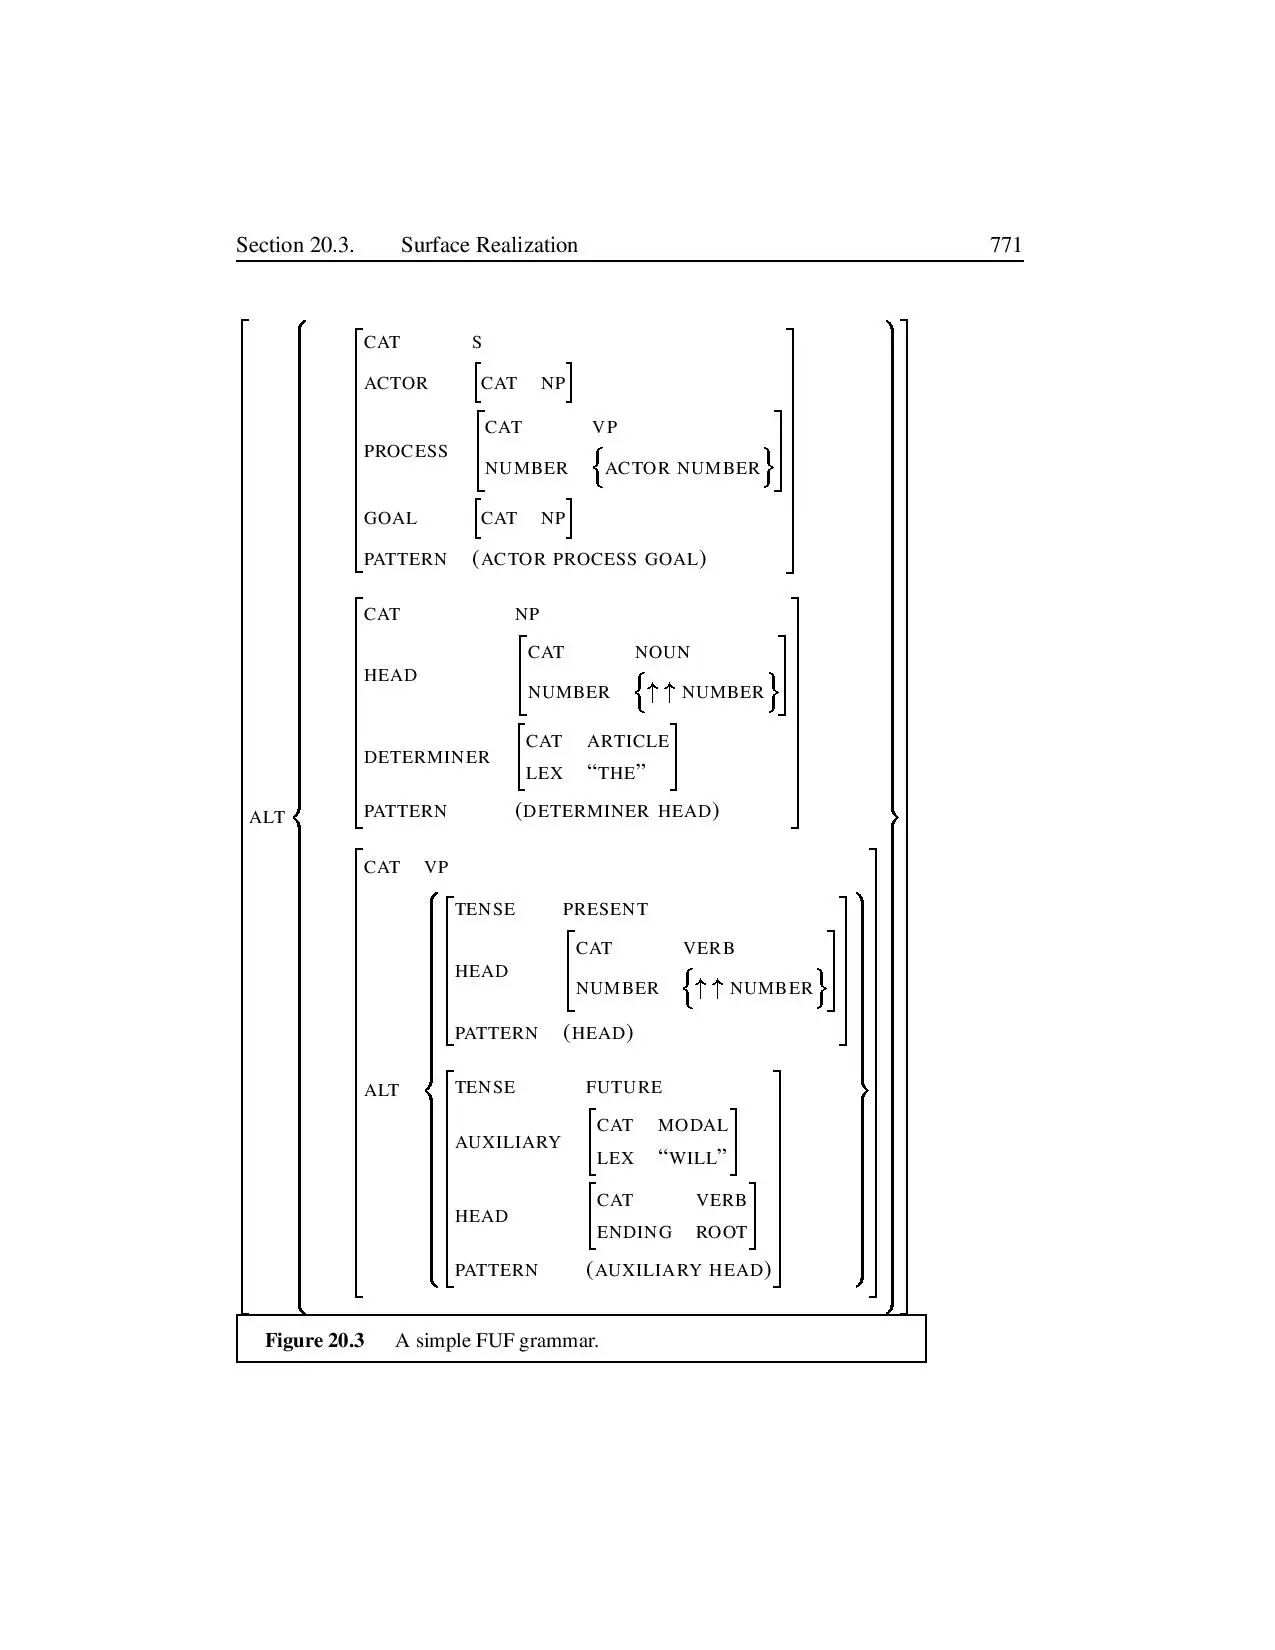 Section 20.3. Surface Realization 771
CAT S
ACTOR [CAT NP]
CAT VP
PROCESS
NUMBER {ACTOR NUMBER}
GOAL [CAT NP]
PATTERN (ACTOR PROCESS GOAL)
CAT NP
CAT NOUN
HEAD
NUMBER {↑↑NUMBER}
CAT ARTICLE
DETERMINER
LEX “THE”
PATTERN (DETERMINER HEAD)
ALT
CAT VP
TENSE PRESENT
CAT VERB
HEAD
NUMBER {↑↑NUMBER}
PATTERN (HEAD)
ALT
TENSE FUTURE
CAT MODAL
AUXILIARY
LEX “WILL”
CAT VERB
HEAD
ENDING ROOT
PATTERN (AUXILIARY HEAD)
Figure 20.3 A simple FUF grammar.